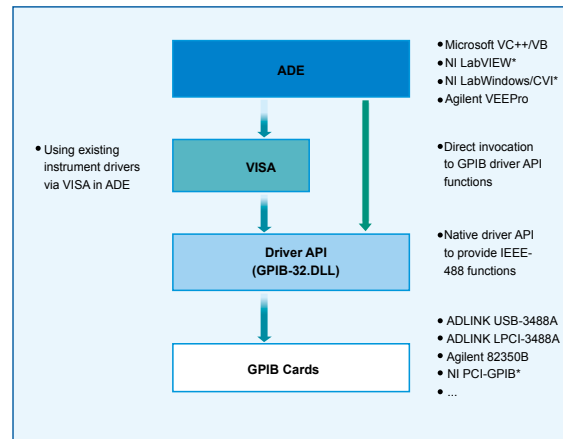 ADE
• Microsoft VC++/VB
• NI LabVIEW*
• NI LabWindows/CVI*
• Agilent VEEPro
• Using existing
instrument drivers
via VISA in ADE
VISA
• Direct invocation
to GPIB driver API
functions
Driver API
(GPIB-32.DLL)
• Native driver API
to provide IEEE-
488 functions
GPIB Cards
• ADLINK USB-3488A
• ADLINK LPCI-3488A
• Agilent 82350B
• NI PCI-GPIB*
• ...